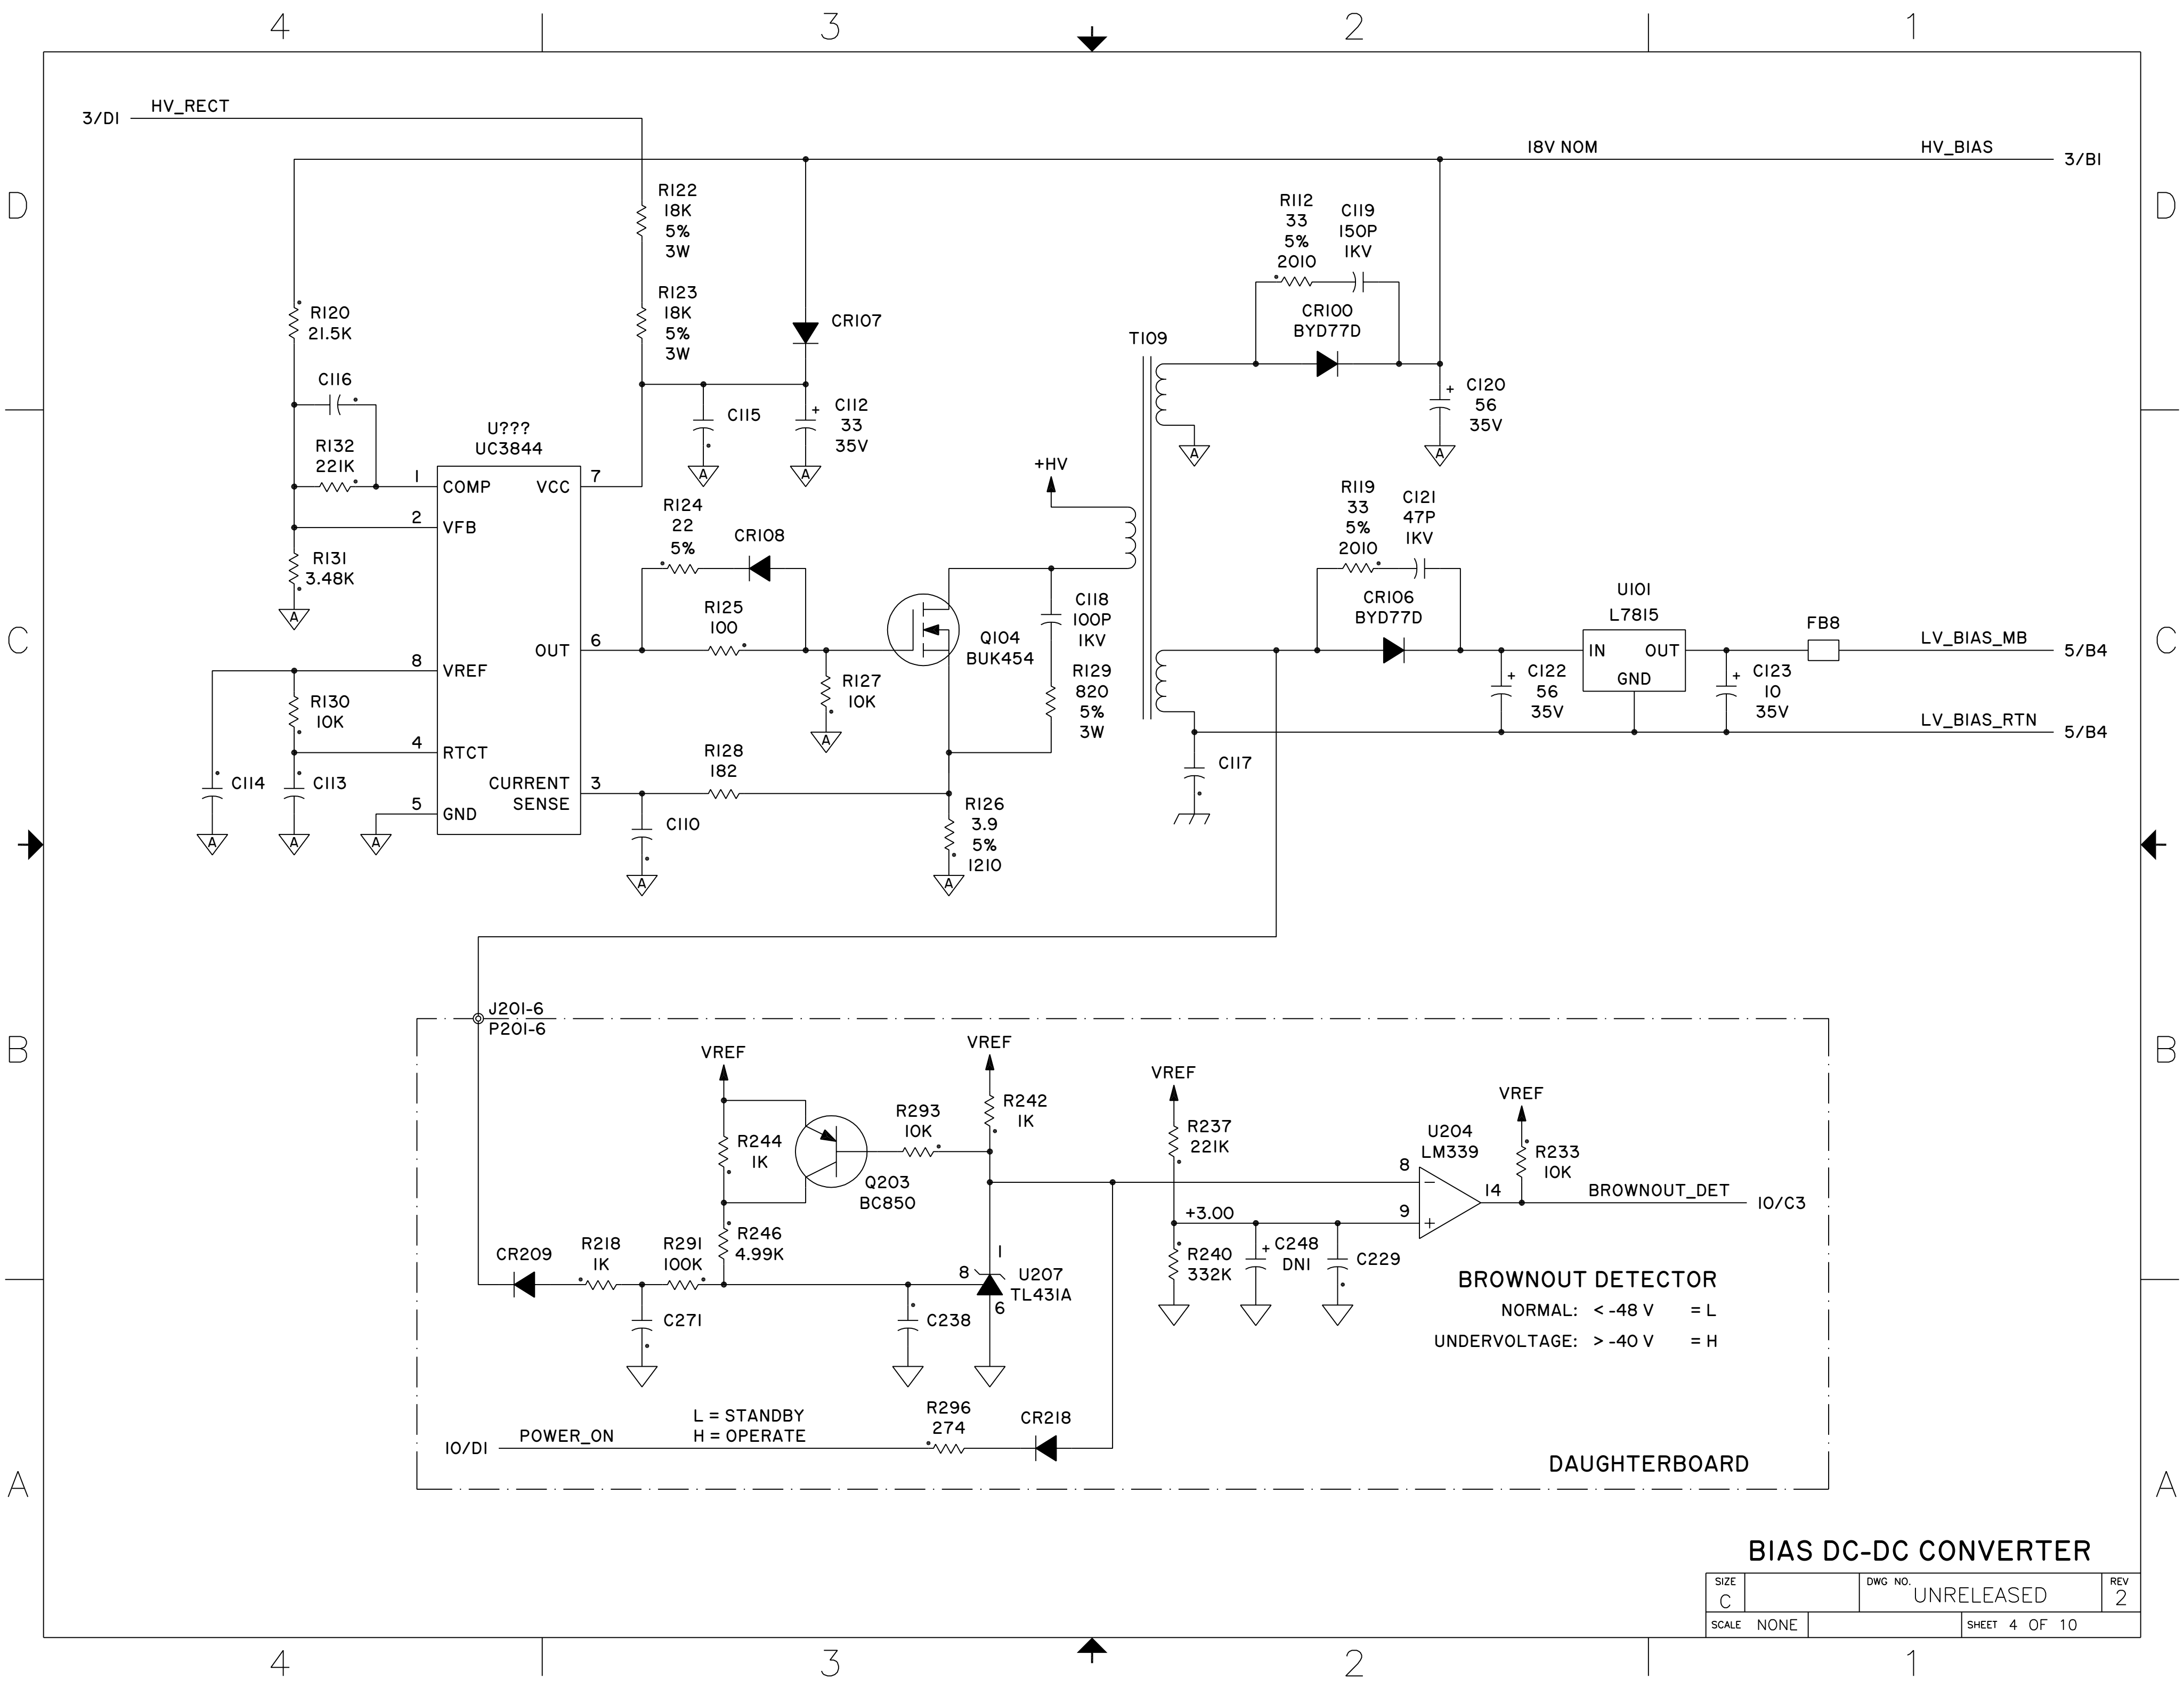 4 3 2 1
3/D1 HV_RECT
18V NOM HV_BIAS 3/B1
D D
R122
18K
5%
3W
R112
33
5%
2010
C119
150P
1KV
R123
18K
5%
3W
R120
21.5K
CR107
CR100
BYD77D
T109
C116
C115
C112
33
35V
+
C120
56
35V
+
A A A A
U???
UC3844
R132
221K
1 COMP VCC 7
2 VFB
R131
3.48K
A
+HV
R124
22
5%
CR108
R119
33
5%
2010
C121
47P
1KV
C C
R125
100
OUT 6
Q104
BUK454
C118
100P
1KV
CR106
BYD77D
U101
L7815
IN OUT
GND
FB8
LV_BIAS_MB 5/B4
8 VREF
R130
10K
R127
10K
A
R129
820
5%
3W
+
C122
56
35V
+
C123
10
35V
LV_BIAS_RTN 5/B4
4 RTCT
R128
182
C117
C114
C113
CURRENT
SENSE
3
5 GND
C110
R126
3.9
5%
1210
A A A A A
B B
J201-6
P201-6
VREF VREF VREF VREF
R244
1K
R293
10K
R242
1K
Q203
BC850
R237
221K
U204
LM339
R233
10K
8 −
9 +
14
BROWNOUT_DET 10/C3
+3.00
CR209
R218
1K
R291
100K
R246
4.99K
1
8
6
U207
TL431A
R240
332K
+ C248
DNI
C229
C271
C238
BROWNOUT DETECTOR
NORMAL: < -48 V = L
UNDERVOLTAGE: > -40 V = H
10/D1 POWER_ON
L = STANDBY
H = OPERATE
R296
274
CR218
DAUGHTERBOARD
A A
BIAS DC-DC CONVERTER
SIZE
C
DWG NO.
UNRELEASED
REV
2
SCALE NONE
SHEET 4 OF 10
4 3 2 1